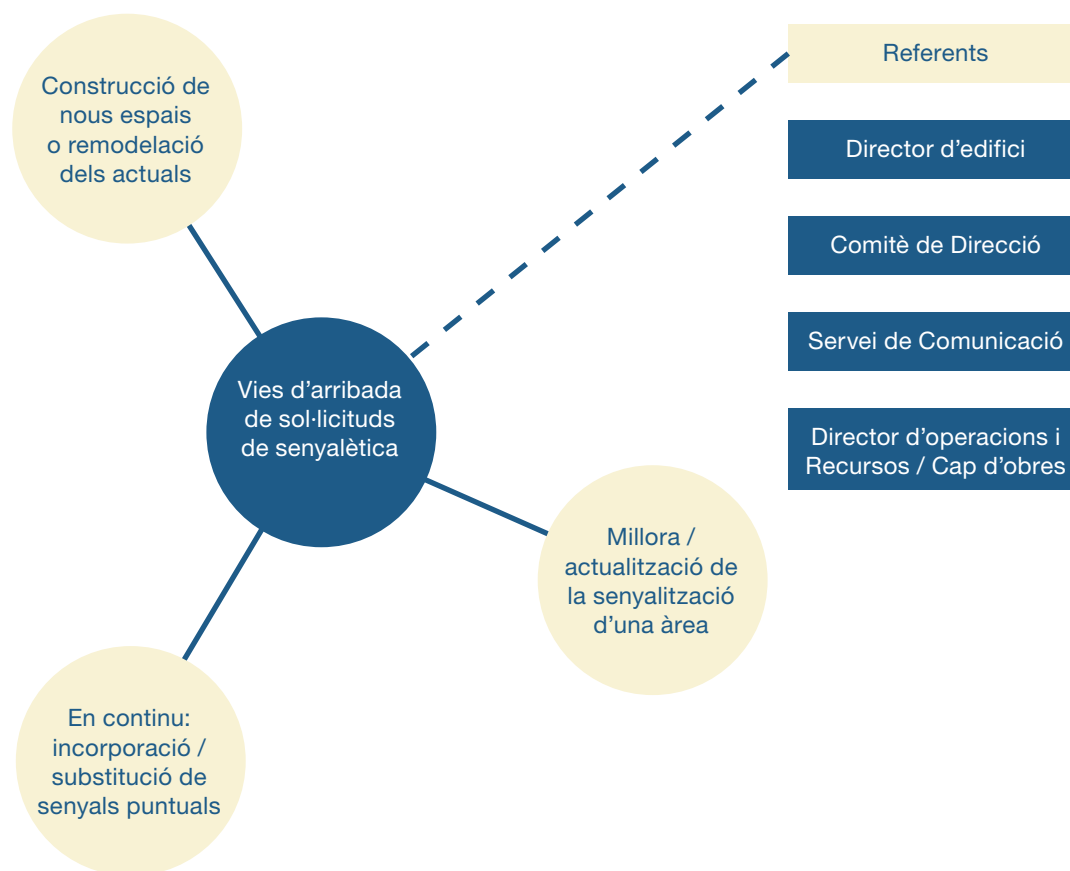 Construcció de
nous espais
o remodelació
dels actuals
Vies d’arribada
de sol·licituds
de senyalètica
Millora /
actualització de
la senyalització
d’una àrea
En continu:
incorporació /
substitució de
senyals puntuals
Referents
Director d’edifici
Comitè de Direcció
Servei de Comunicació
Director d’operacions i
Recursos / Cap d’obres